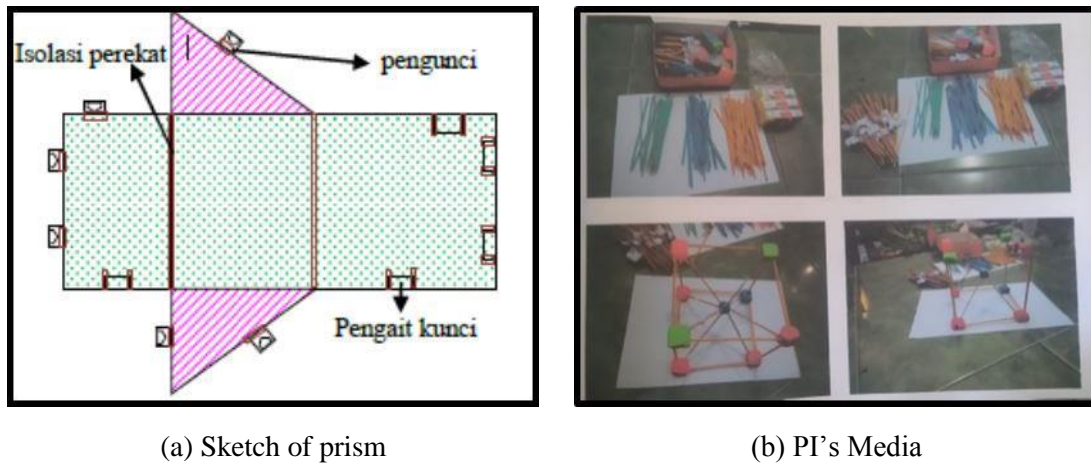 Isolasi perekat
pengunci
Pengait kunci
(a) Sketch of prism
(b) PI's Media